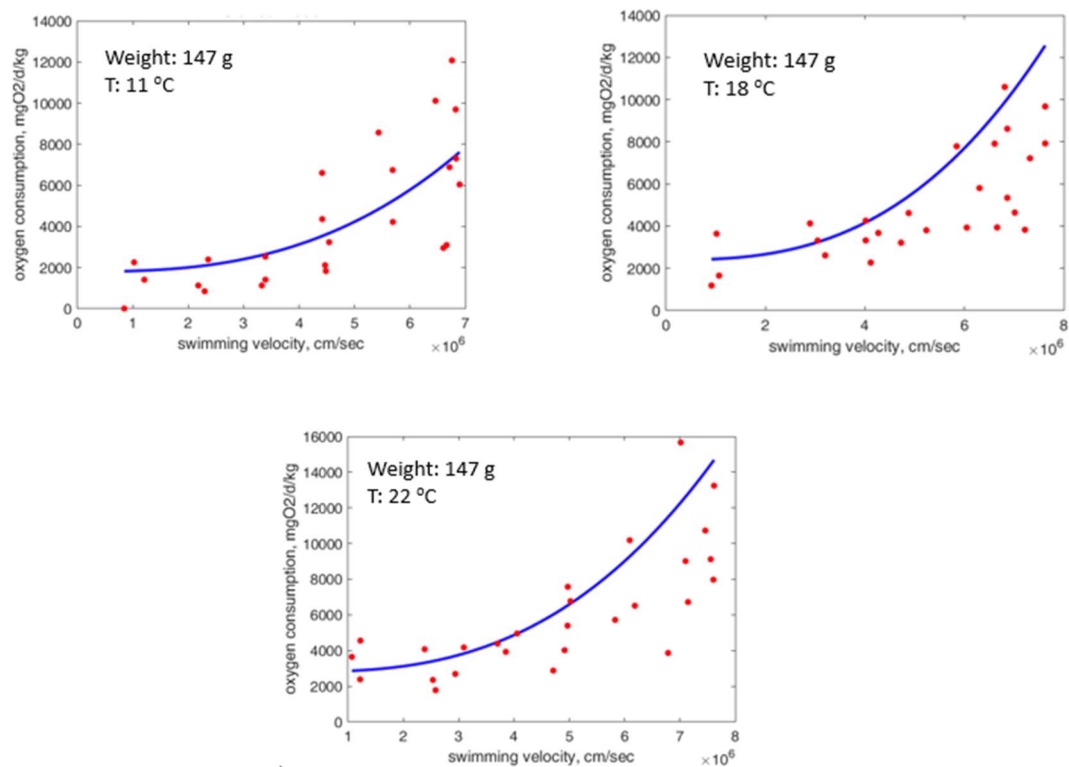 14000
12000
10000
8000
6000
4000
2000
0
oxygen consumption, mgO2/d/kg
Weight: 147 g
T: 11 °C
0 1 2 3 4 5 6 7
swimming velocity, cm/sec
×10⁶
14000
12000
10000
8000
6000
4000
2000
0
oxygen consumption, mgO2/d/kg
Weight: 147 g
T: 18 °C
0 2 4 6 8
swimming velocity, cm/sec
×10⁶
16000
14000
12000
10000
8000
6000
4000
2000
0
oxygen consumption, mgO2/d/kg
Weight: 147 g
T: 22 °C
1 2 3 4 5 6 7 8
swimming velocity, cm/sec
×10⁶